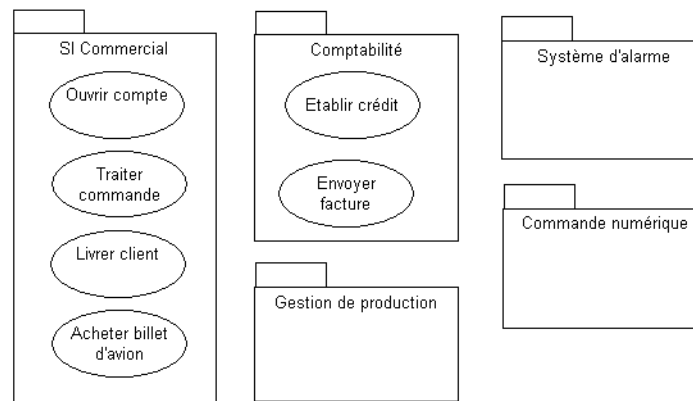 SI Commercial
Ouvrir compte
Traiter
commande
Livrer client
Acheter billet
d'avion
Comptabilité
Etablir crédit
Envoyer
facture
Gestion de production
Système d'alarme
Commande numérique